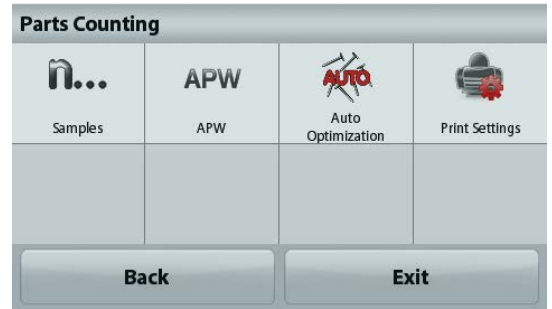 Parts Counting
n...
APW
AUTO
Samples
APW
Auto
Optimization
Print Settings
Back
Exit